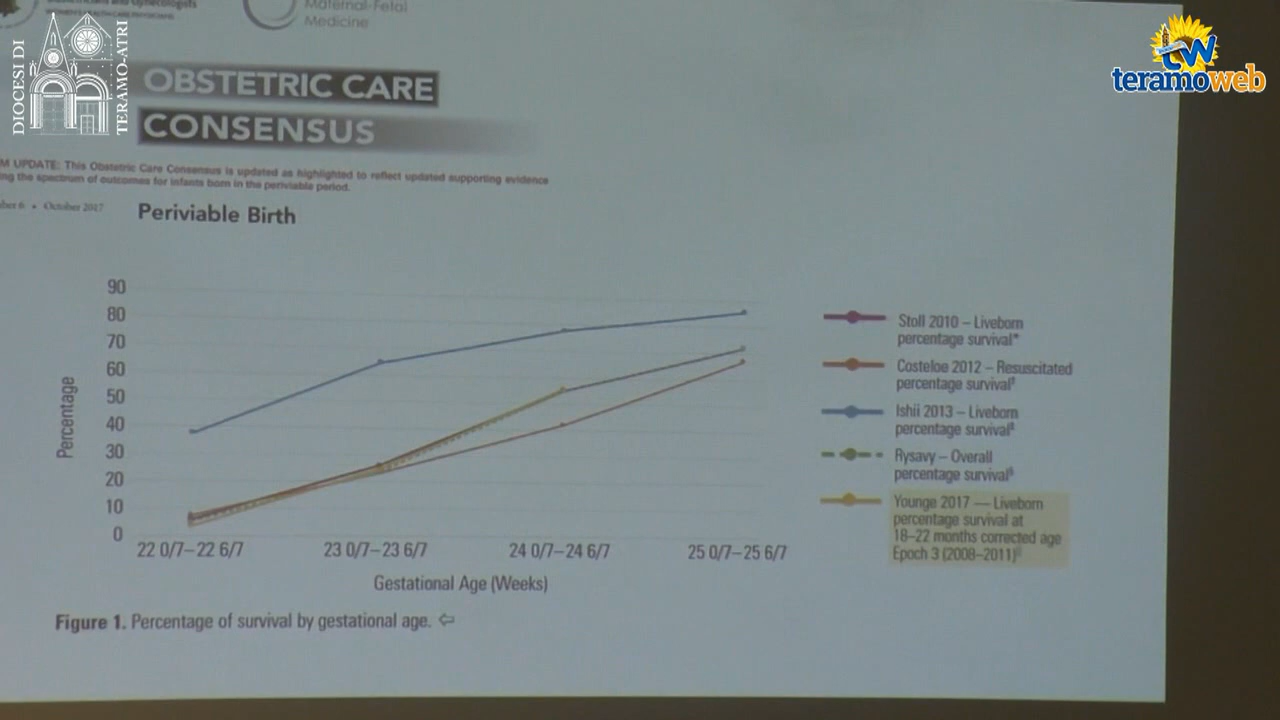 Maternal-Fetal
Medicine
DIOCESI DI
TERAMO-ATRI
tw
teramoweb
OBSTETRIC CARE
CONSENSUS
M UPDATE: This Obstetric Care Consensus is updated as highlighted to reflect updated supporting evidence
ng the spectrum of outcomes for infants born in the periviable period.
ber 6 • October 2017
Periviable Birth
Percentage
90
80
70
60
50
40
30
20
10
0
22 0/7–22 6/7
23 0/7–23 6/7
24 0/7–24 6/7
25 0/7–25 6/7
Gestational Age (Weeks)
Stoll 2010 – Liveborn
percentage survival*
Costeloe 2012 – Resuscitated
percentage survival†
Ishii 2013 – Liveborn
percentage survival‡
Rysavy – Overall
percentage survival§
Younge 2017 — Liveborn
percentage survival at
18–22 months corrected age
Epoch 3 (2008–2011)
Figure 1. Percentage of survival by gestational age. ⇦